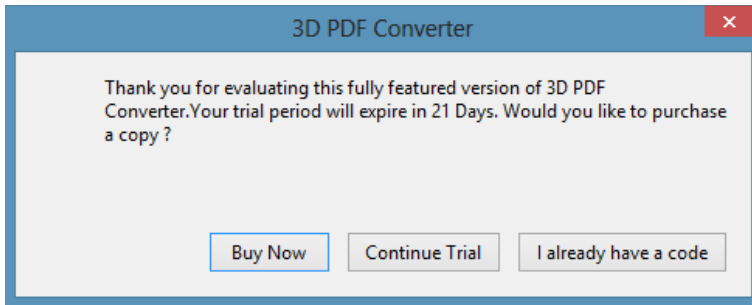 3D PDF Converter
Thank you for evaluating this fully featured version of 3D PDF
Converter.Your trial period will expire in 21 Days. Would you like to purchase
a copy ?
Buy Now
Continue Trial
I already have a code